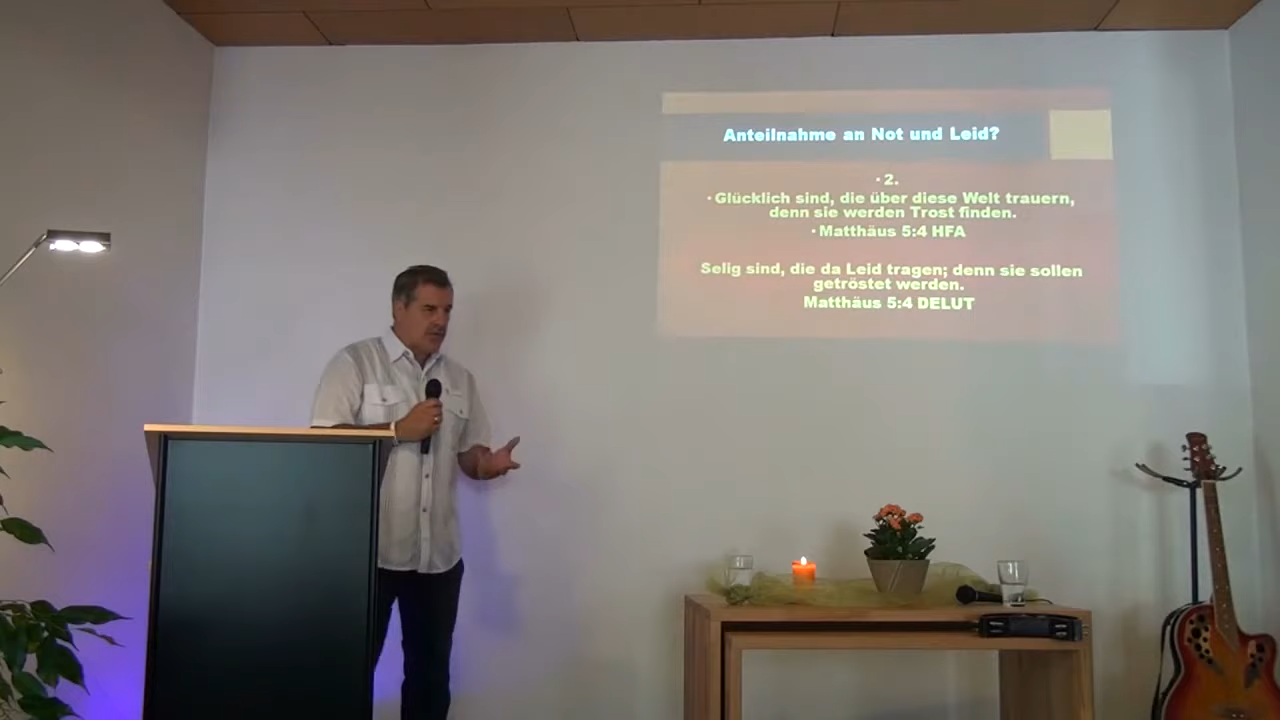 Anteilnahme an Not und Leid?
• 2.
• Glücklich sind, die über diese Welt trauern,
denn sie werden Trost finden.
• Matthäus 5:4 HFA
Selig sind, die da Leid tragen; denn sie sollen
getröstet werden.
Matthäus 5:4 DELUT